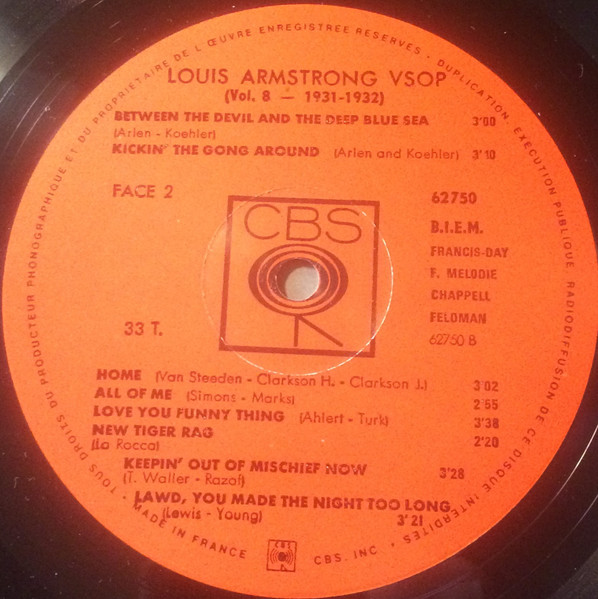 TOUS DROITS DU PRODUCTEUR PHONOGRAPHIQUE ET DU PROPRIETAIRE DE L'ŒUVRE ENREGISTREE RESERVES - DUPLICATION, EXECUTION PUBLIQUE, RADIODIFFUSION DE CE DISQUE INTERDITES
LOUIS ARMSTRONG VSOP
(Vol. 8 — 1931-1932)
BETWEEN THE DEVIL AND THE DEEP BLUE SEA 3'00
(Arlen - Koehler)
KICKIN' THE GONG AROUND (Arlen and Koehler) 3'10
FACE 2
62750
CBS
B.I.E.M.
FRANCIS-DAY
F. MELODIE
CHAPPELL
FELDMAN
33 T.
62750 B
HOME (Van Steeden - Clarkson H. - Clarkson J.) 3'02
ALL OF ME (Simons - Marks) 2'55
LOVE YOU FUNNY THING (Ahlert - Turk) 3'38
NEW TIGER RAG 2'20
(La Rocca)
KEEPIN' OUT OF MISCHIEF NOW 3'28
(T. Waller - Razaf)
LAWD, YOU MADE THE NIGHT TOO LONG
(Lewis - Young) 3'21
MADE IN FRANCE CBS CBS, INC.